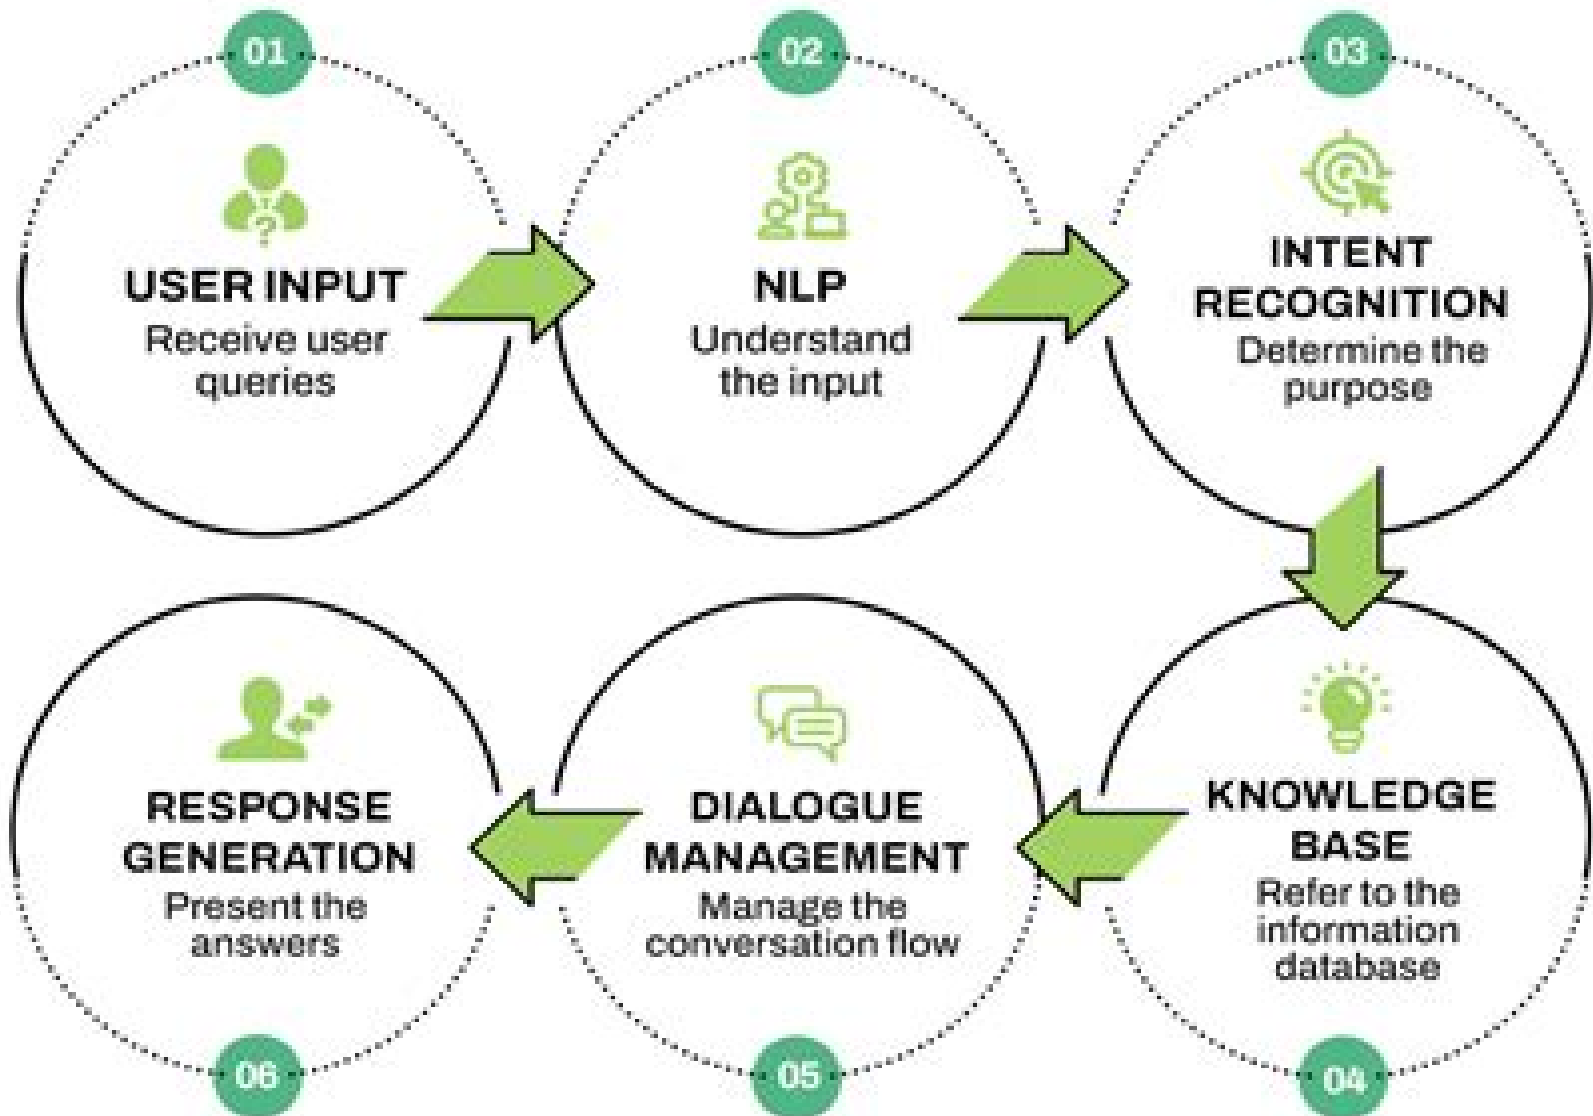 01
USER INPUT
Receive user
queries
02
NLP
Understand
the input
03
INTENT
RECOGNITION
Determine the
purpose
KNOWLEDGE
BASE
Refer to the
information
database
04
DIALOGUE
MANAGEMENT
Manage the
conversation flow
05
RESPONSE
GENERATION
Present the
answers
06